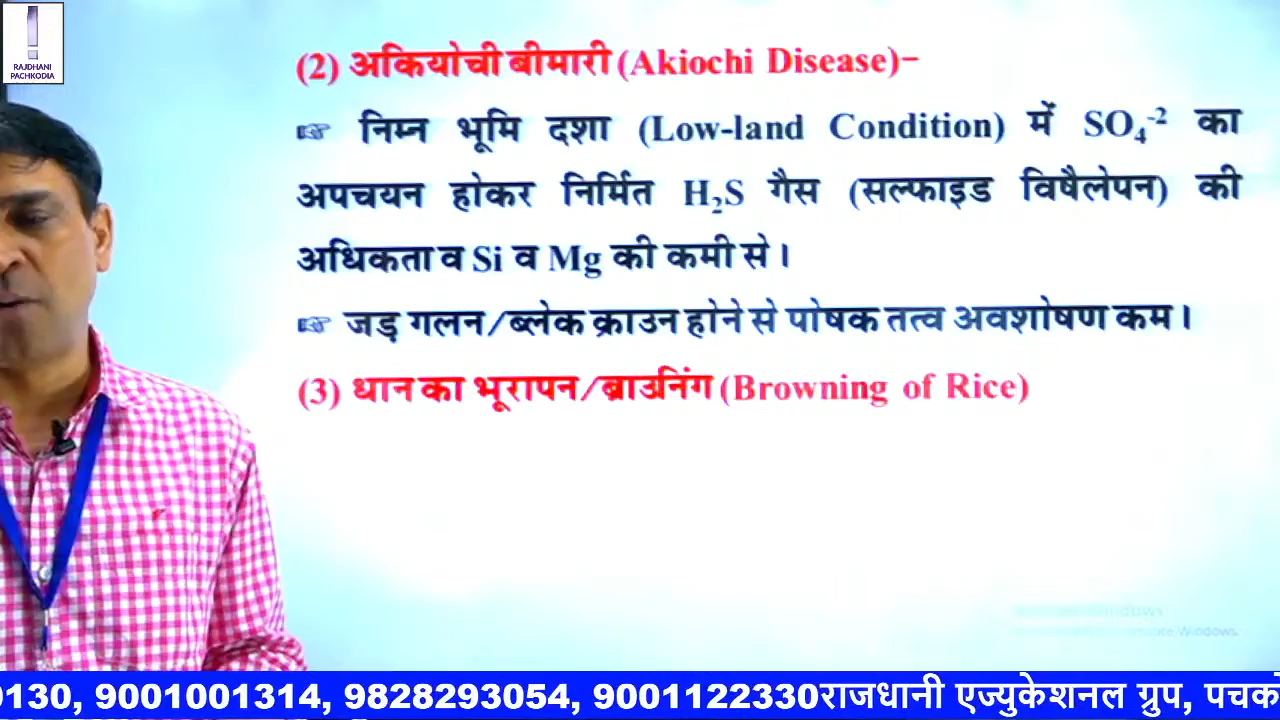 RAJDHANI
PACHKODIA
(2) अकियोची बीमारी (Akiochi Disease)–
☞ निम्न भूमि दशा (Low-land Condition) में SO₄⁻² का
अपचयन होकर निर्मित H₂S गैस (सल्फाइड विषैलेपन) की
अधिकता व Si व Mg की कमी से।
☞ जड़ गलन/ब्लेक क्राउन होने से पोषक तत्व अवशोषण कम।
(3) धान का भूरापन/ब्राउनिंग (Browning of Rice)
Windows.
130, 9001001314, 9828293054, 9001122330राजधानी एज्युकेशनल ग्रुप,